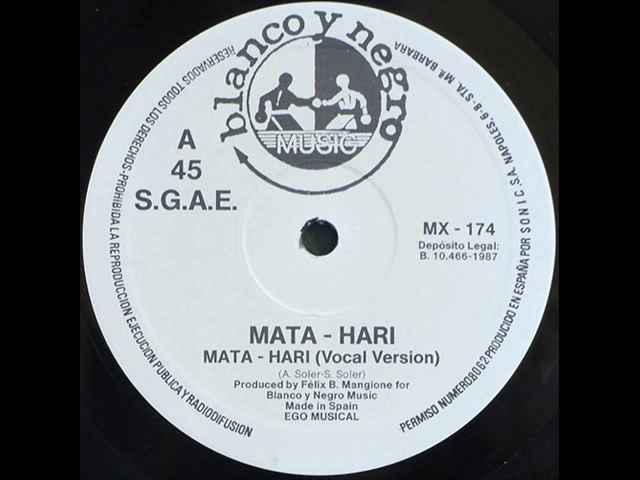 blanco y negro
MUSIC
A
45
S.G.A.E.
MX - 174
Depósito Legal:
B. 10.466-1987
MATA - HARI
MATA - HARI (Vocal Version)
(A. Soler-S. Soler)
Produced by Félix B. Mangione for
Blanco y Negro Music
Made in Spain
EGO MUSICAL
RESERVADOS TODOS LOS DERECHOS-PROHIBIDA LA REPRODUCCION EJECUCION PUBLICA Y RADIODIFUSION
PERMISO NUMERO 8062 PRODUCIDO EN ESPAÑA POR SONIC, S.A. NAPOLES, 6-8 - STA. Mª. BARBARA